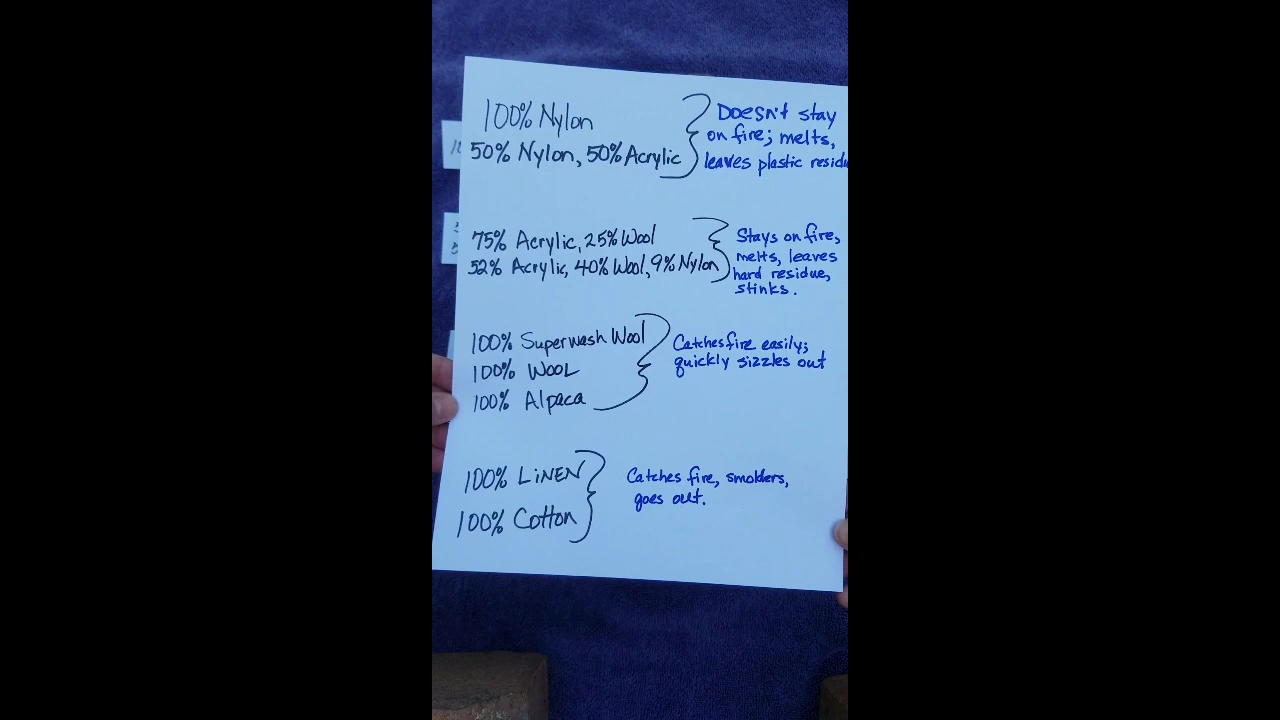 100% Nylon
50% Nylon, 50% Acrylic
Doesn't stay
on fire; melts,
leaves plastic
75% Acrylic, 25% Wool
52% Acrylic, 40% Wool, 9% Nylon
Stays on fire,
melts, leaves
hard residue,
stinks.
100% Superwash Wool
100% WOOL
100% Alpaca
Catches fire easily;
quickly sizzles out
100% LiNEN
100% Cotton
Catches fire, smolders,
goes out.